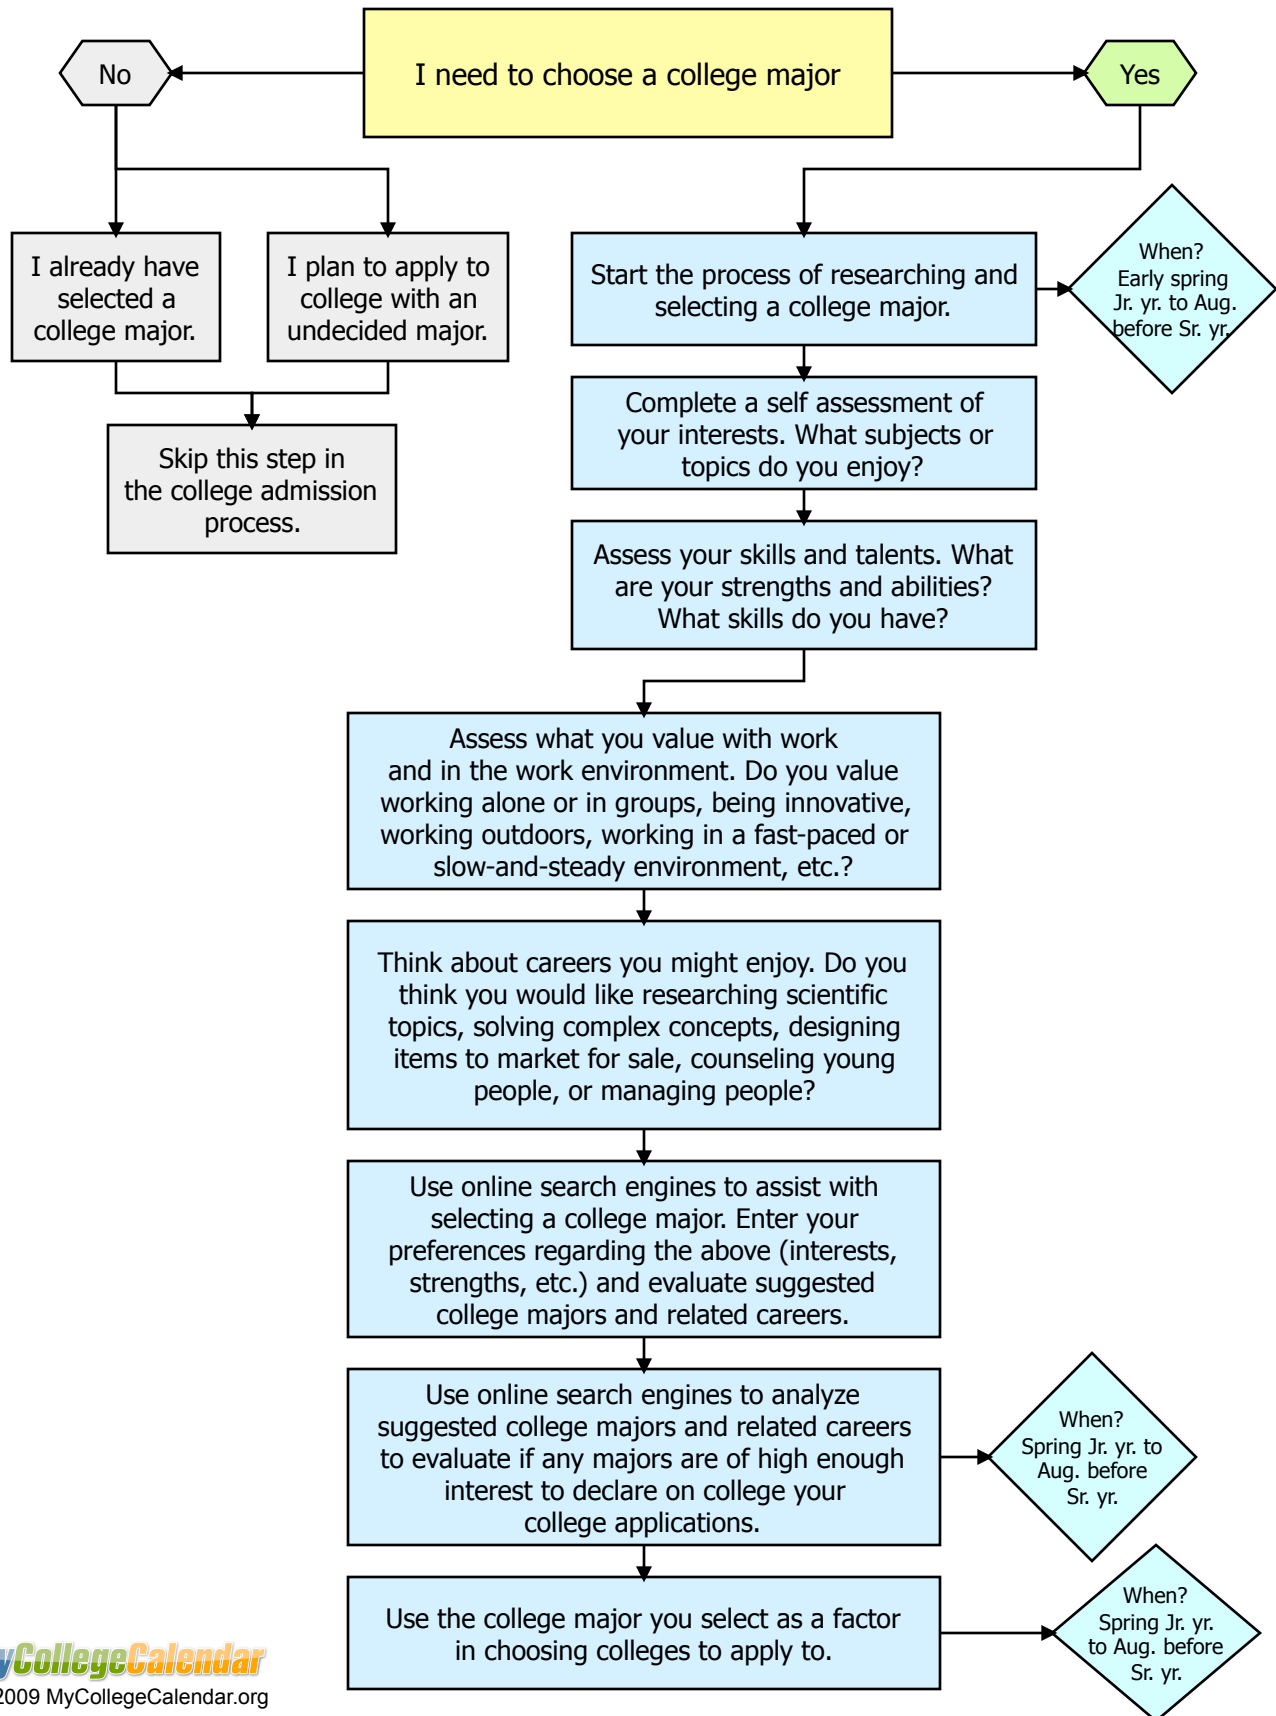 I need to choose a college major
No
Yes
I already have
selected a
college major.
I plan to apply to
college with an
undecided major.
Skip this step in
the college admission
process.
Start the process of researching and
selecting a college major.
When?
Early spring
Jr. yr. to Aug.
before Sr. yr.
Complete a self assessment of
your interests. What subjects or
topics do you enjoy?
Assess your skills and talents. What
are your strengths and abilities?
What skills do you have?
Assess what you value with work
and in the work environment. Do you value
working alone or in groups, being innovative,
working outdoors, working in a fast-paced or
slow-and-steady environment, etc.?
Think about careers you might enjoy. Do you
think you would like researching scientific
topics, solving complex concepts, designing
items to market for sale, counseling young
people, or managing people?
Use online search engines to assist with
selecting a college major. Enter your
preferences regarding the above (interests,
strengths, etc.) and evaluate suggested
college majors and related careers.
Use online search engines to analyze
suggested college majors and related careers
to evaluate if any majors are of high enough
interest to declare on college your
college applications.
When?
Spring Jr. yr. to
Aug. before
Sr. yr.
Use the college major you select as a factor
in choosing colleges to apply to.
When?
Spring Jr. yr.
to Aug. before
Sr. yr.
yCollegeCalendar
2009 MyCollegeCalendar.org